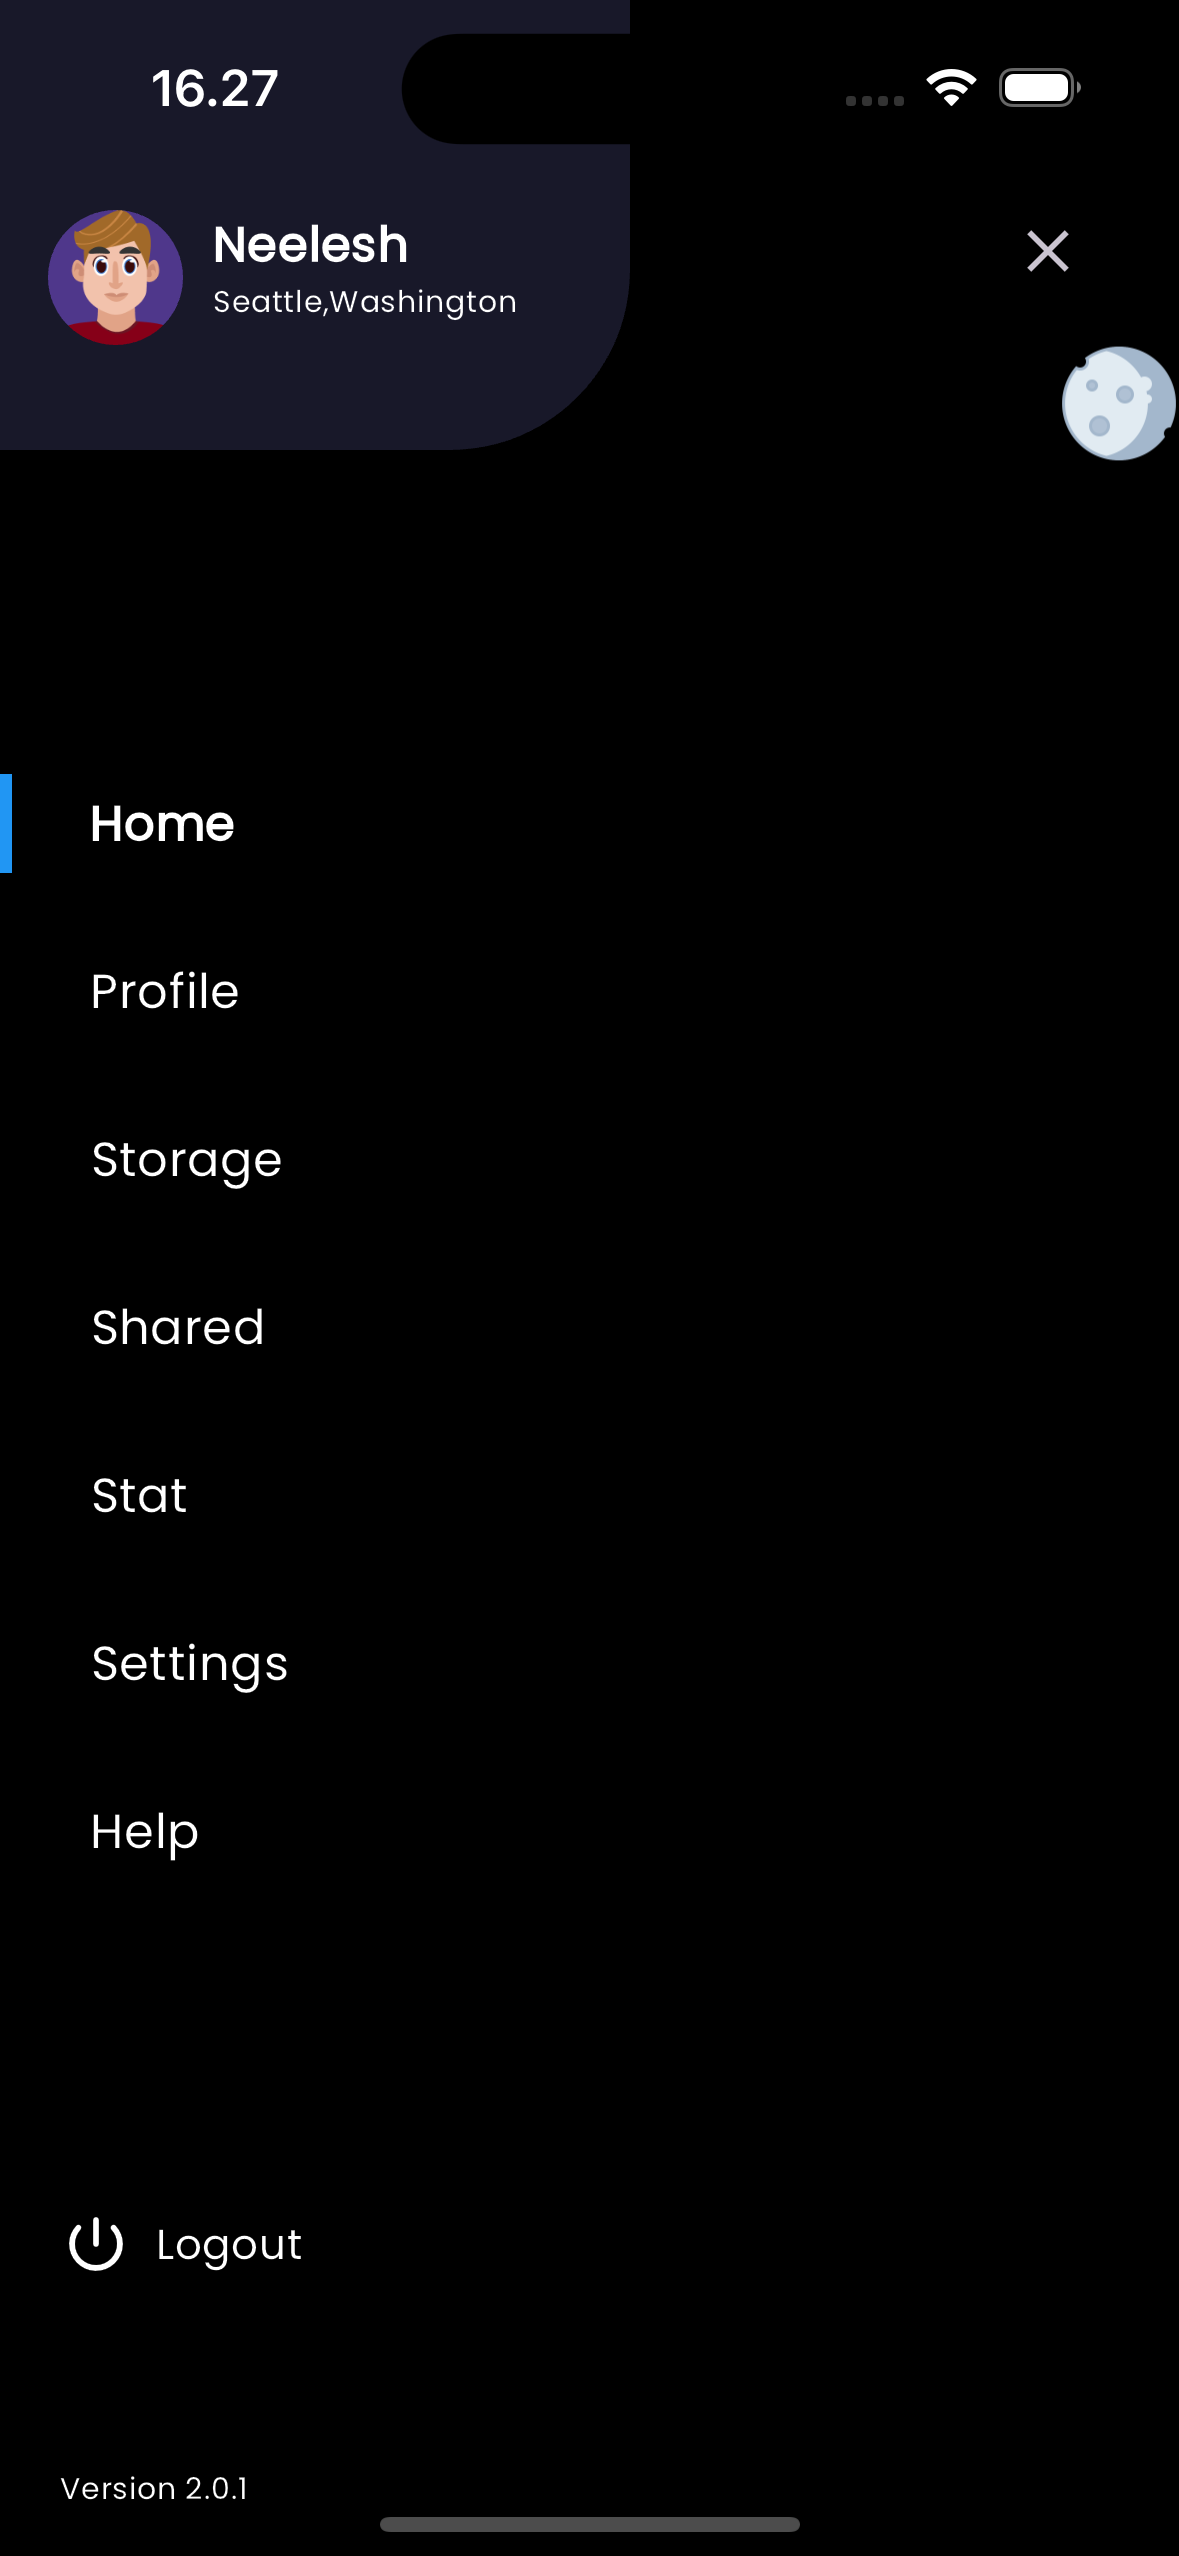 16.27
Neelesh
Seattle,Washington
Home
Profile
Storage
Shared
Stat
Settings
Help
Logout
Version 2.0.1